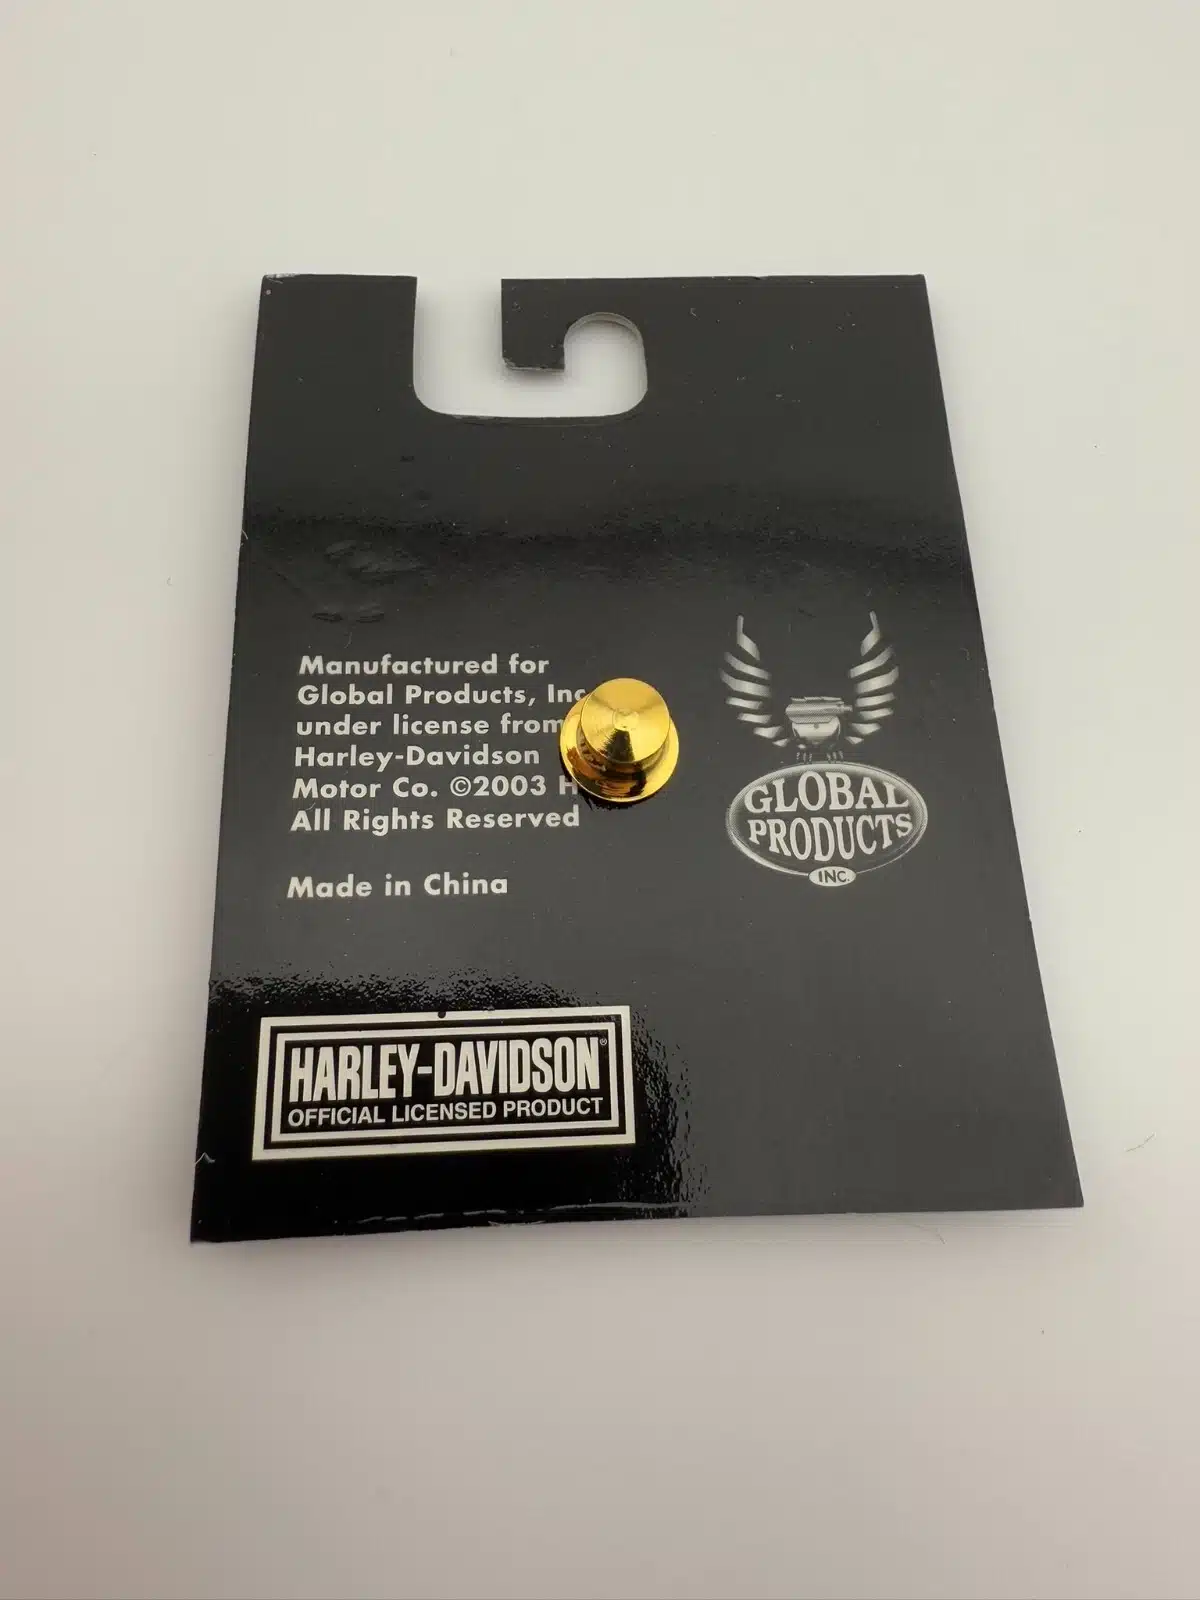 Manufactured for
Global Products, Inc
under license from
Harley-Davidson
Motor Co. ©2003 H
All Rights Reserved
Made in China
GLOBAL
PRODUCTS
INC.
HARLEY-DAVIDSON®
OFFICIAL LICENSED PRODUCT